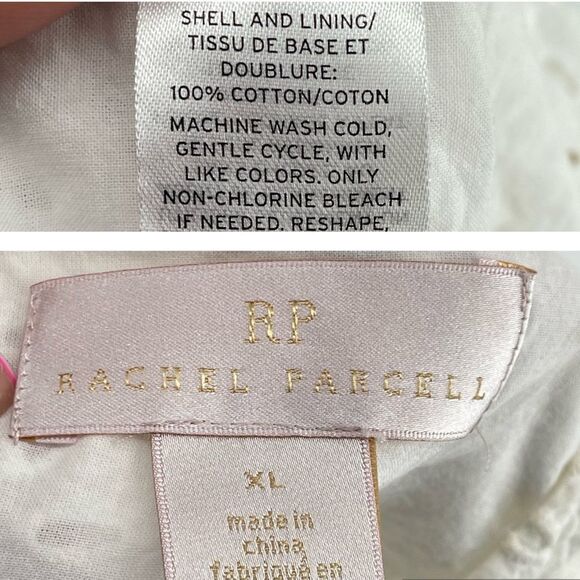 SHELL AND LINING/
TISSU DE BASE ET
DOUBLURE:
100% COTTON/COTON
MACHINE WASH COLD,
GENTLE CYCLE, WITH
LIKE COLORS. ONLY
NON-CHLORINE BLEACH
IF NEEDED. RESHAPE,
RP
RACHEL PARCELL
XL
made in
china
fabriqué en